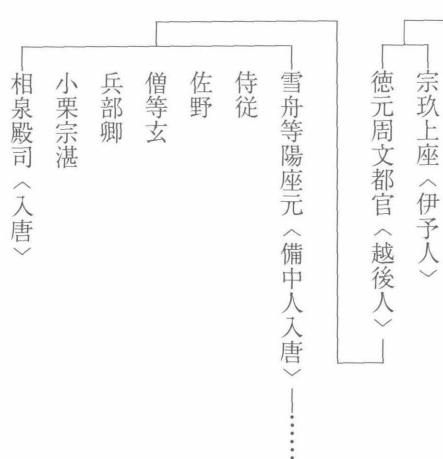 宗玖上座〈伊予人〉
徳元周文都官〈越後人〉
雪舟等陽座元〈備中人入唐〉……
侍従
佐野
僧等玄
兵部卿
小栗宗湛
相泉殿司〈入唐〉